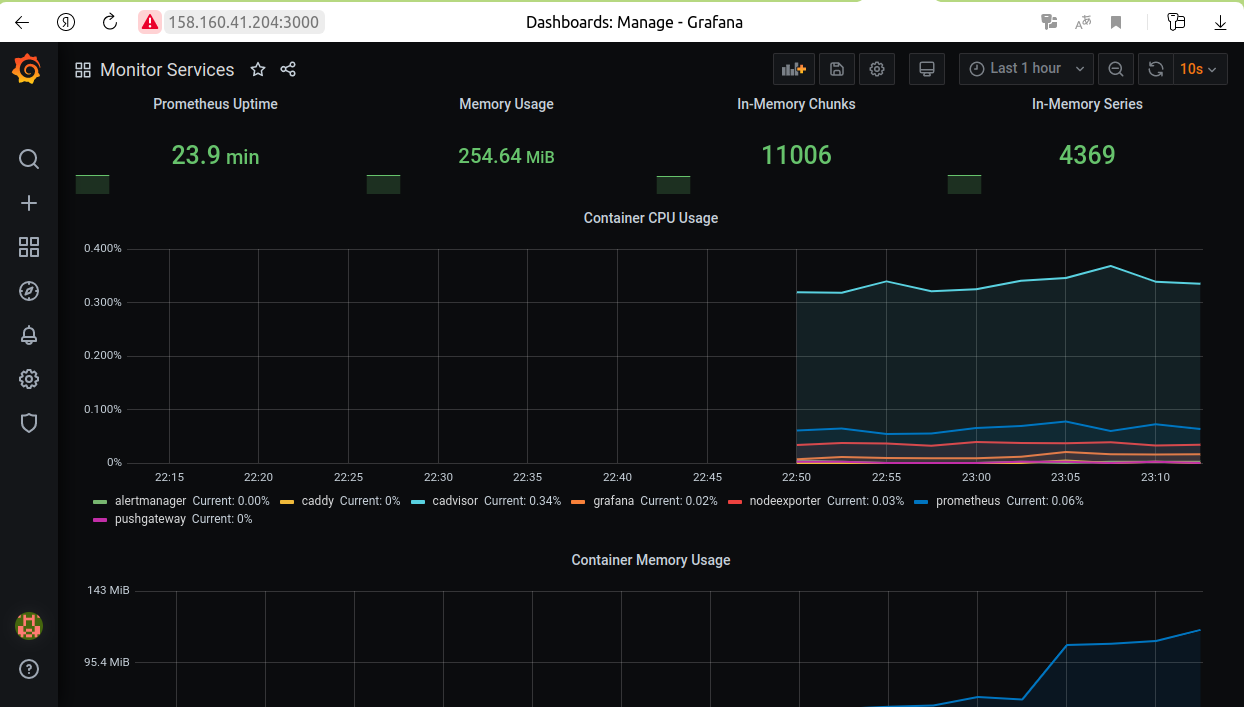 158.160.41.204:3000 Dashboards: Manage - Grafana
Monitor Services Last 1 hour 10s
Prometheus Uptime Memory Usage In-Memory Chunks In-Memory Series
23.9 min 254.64 MiB 11006 4369
Container CPU Usage
0.400%
0.300%
0.200%
0.100%
0%
22:15 22:20 22:25 22:30 22:35 22:40 22:45 22:50 22:55 23:00 23:05 23:10
alertmanager Current: 0.00% caddy Current: 0% cadvisor Current: 0.34% grafana Current: 0.02% nodeexporter Current: 0.03% prometheus Current: 0.06%
pushgateway Current: 0%
Container Memory Usage
143 MiB
95.4 MiB